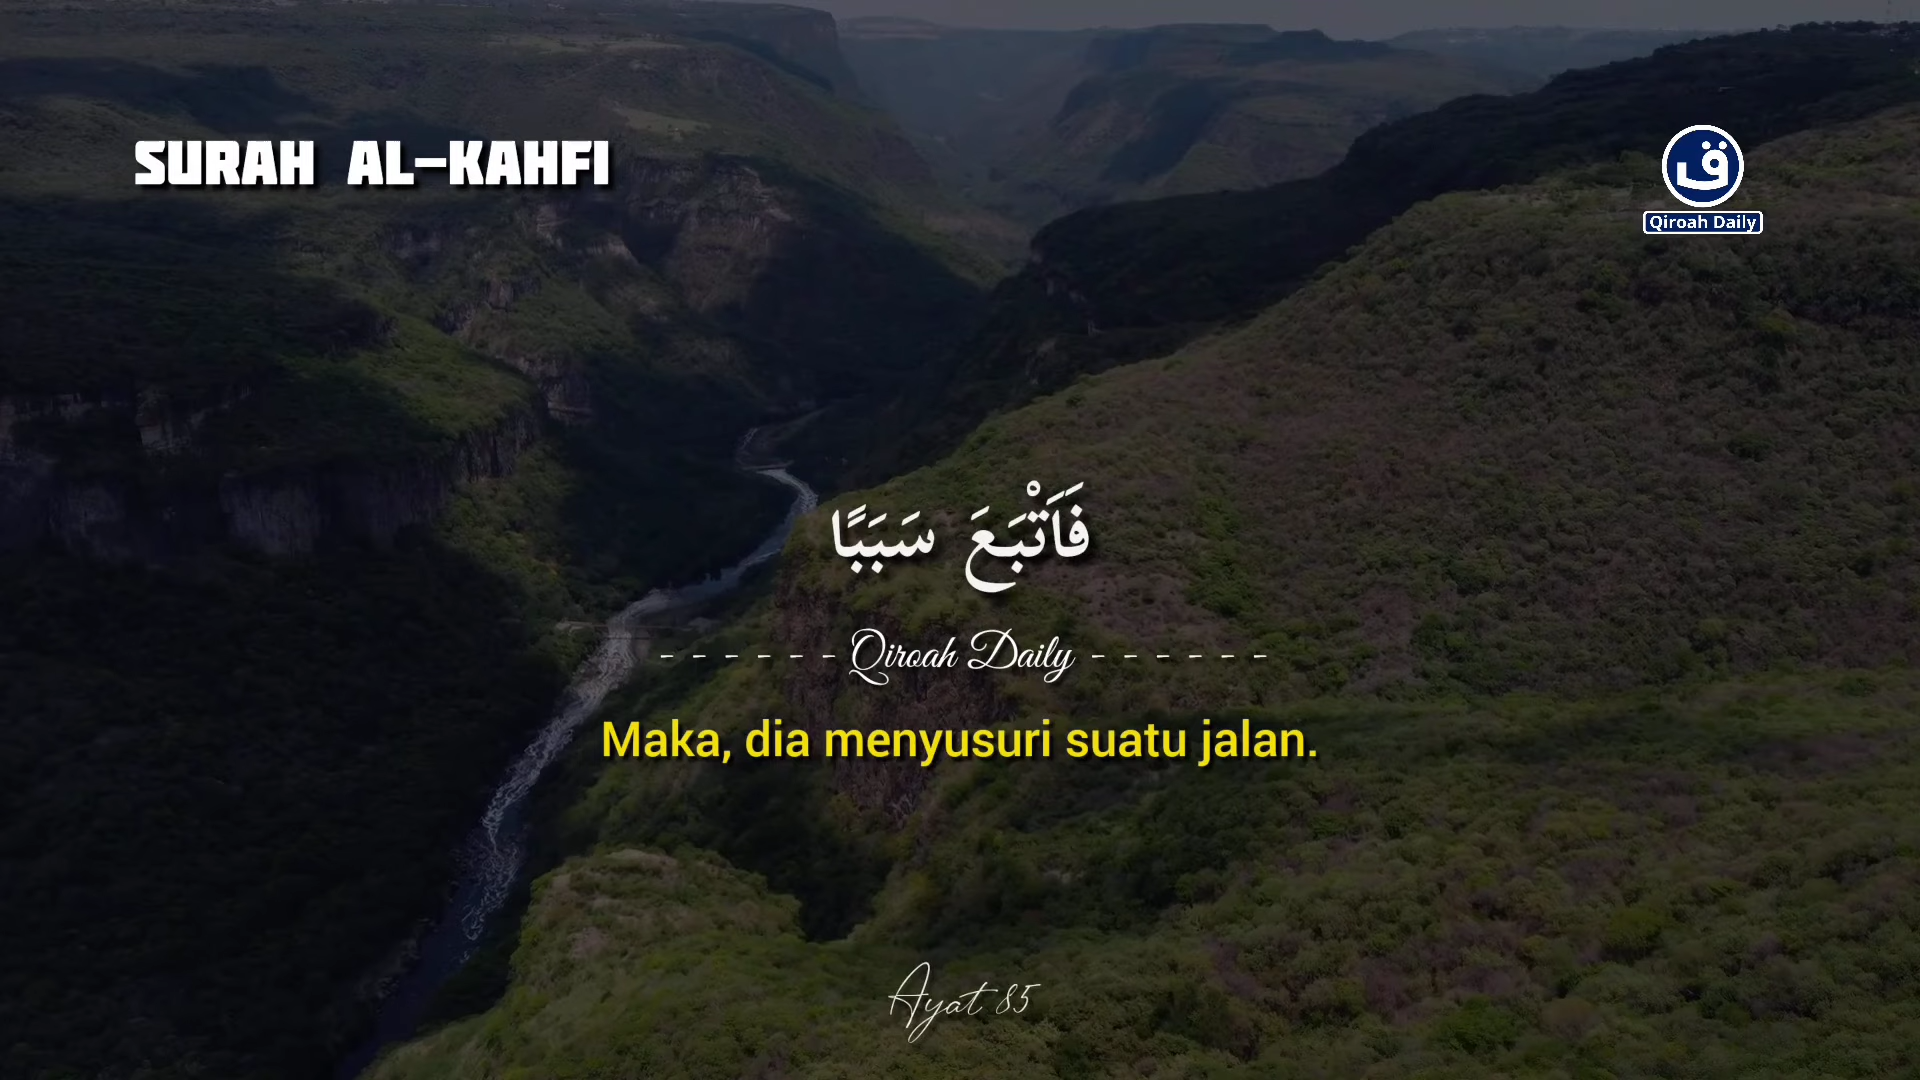 SURAH AL-KAHFI
ق
Qiroah Daily
فَاَتْبَعَ سَبَبًا
- - - - - - Qiroah Daily - - - - - -
Maka, dia menyusuri suatu jalan.
Ayat 85